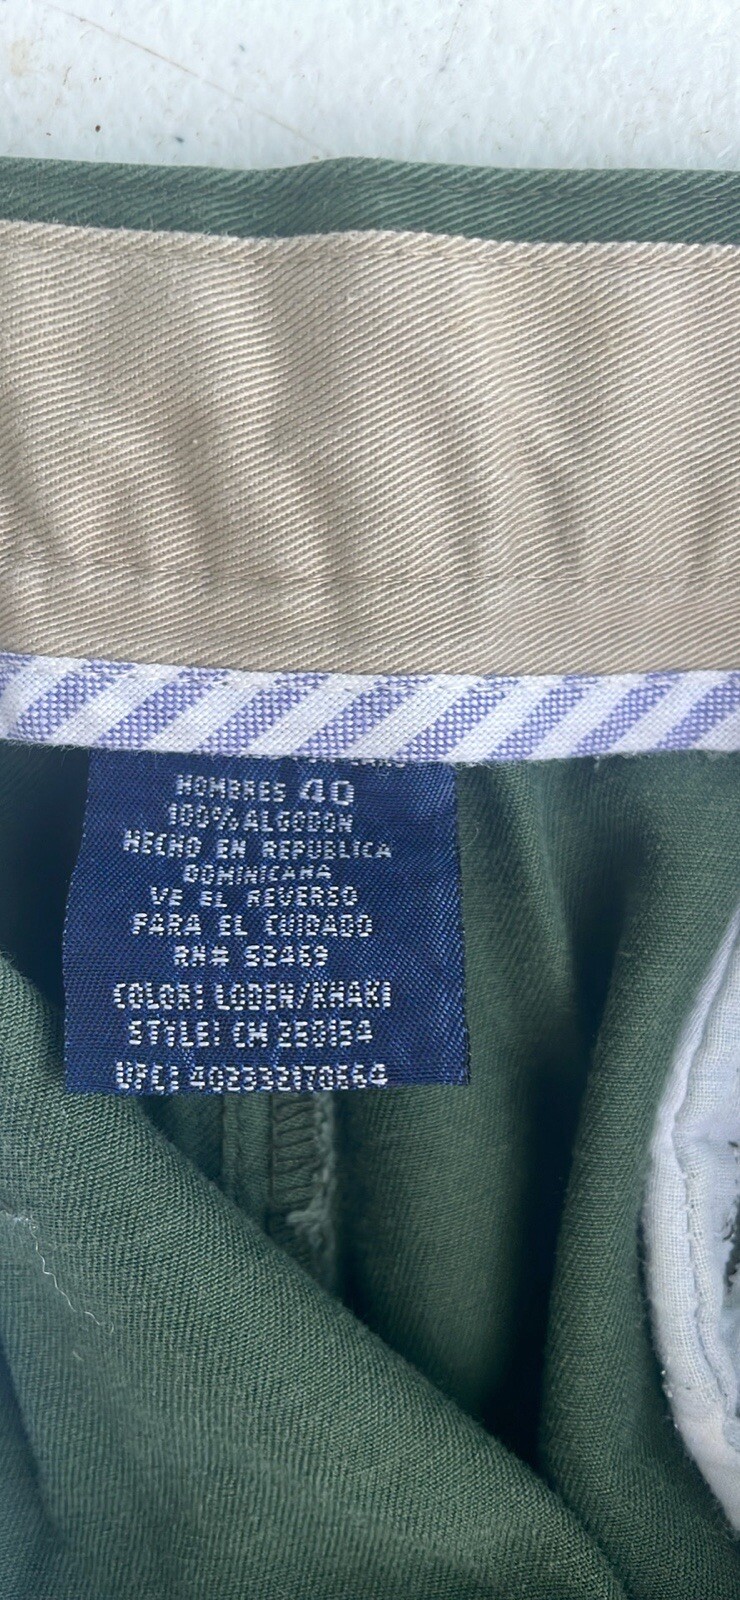 HOMBRES 40
100% ALGODON
HECHO EN REPUBLICA
DOMINICANA
VE EL REVERSO
PARA EL CUIDADO
RN# 52469
COLOR: LODEN/KHAKI
STYLE: CM 250154
UPC: 402332170664